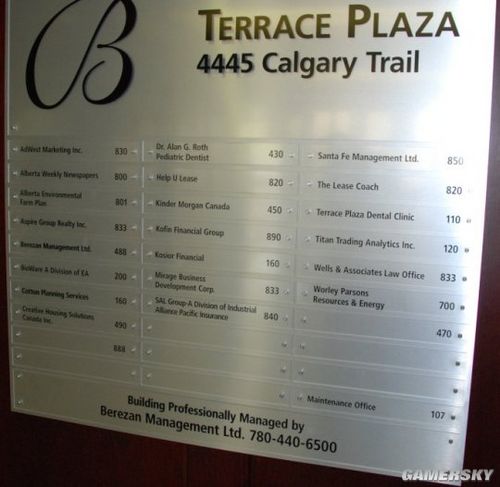 B
TERRACE PLAZA
4445 Calgary Trail
AdWest Marketing Inc. 830
Alberta Weekly Newspapers 800
Alberta Environmental
Farm Plan 801
Aspire Group Realty Inc. 833
Berezan Management Ltd. 488
BioWare A Division of EA 200
Cotton Planning Services 160
Creative Housing Solutions
Canada Inc. 490
888
Dr. Alan G. Roth
Pediatric Dentist 430
Help U Lease 820
Kinder Morgan Canada 450
Kofin Financial Group 890
Kosior Financial 160
Mirage Business
Development Corp. 833
SAL Group-A Division of Industrial
Alliance Pacific Insurance 840
Santa Fe Management Ltd. 850
The Lease Coach 820
Terrace Plaza Dental Clinic 110
Titan Trading Analytics Inc. 120
Wells & Associates Law Office 833
Worley Parsons
Resources & Energy 700
470
Maintenance Office 107
Building Professionally Managed by
Berezan Management Ltd. 780-440-6500
GAMERSKY